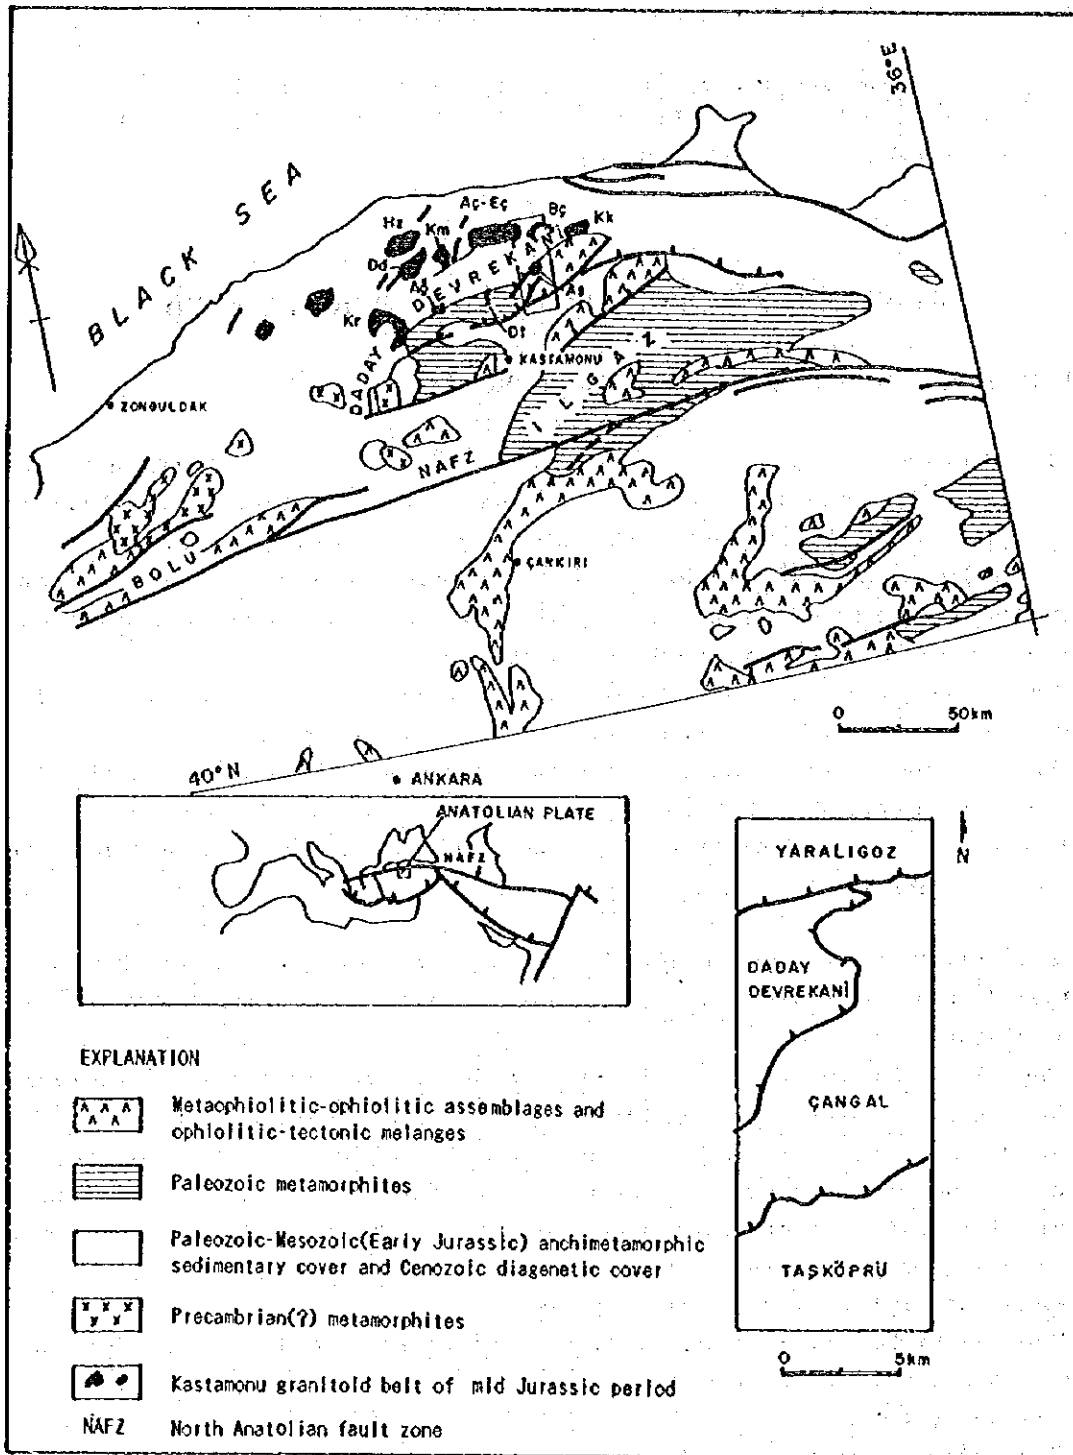 36°E
BLACK SEA
Aç-Eç
Hz
Km
Bç
Kk
Dd
DEVREKANİ
Kr
DADAY
KASTAMONU
ILGAZ
ZONGULDAK
NAFZ
BOLU
ÇANKIRI
0 50km
40°N
ANKARA
ANATOLIAN PLATE
NAFZ
YARALIGOZ
N
DADAY
DEVREKANİ
ÇANGAL
TAŞKÖPRÜ
0 5km
EXPLANATION
Metaophiolitic-ophiolitic assemblages and
ophiolitic-tectonic melanges
Paleozoic metamorphites
Paleozoic-Mesozoic(Early Jurassic) anchimetamorphic
sedimentary cover and Cenozoic diagenetic cover
Precambrian(?) metamorphites
Kastamonu granitoid belt of mid Jurassic period
NAFZ North Anatolian fault zone